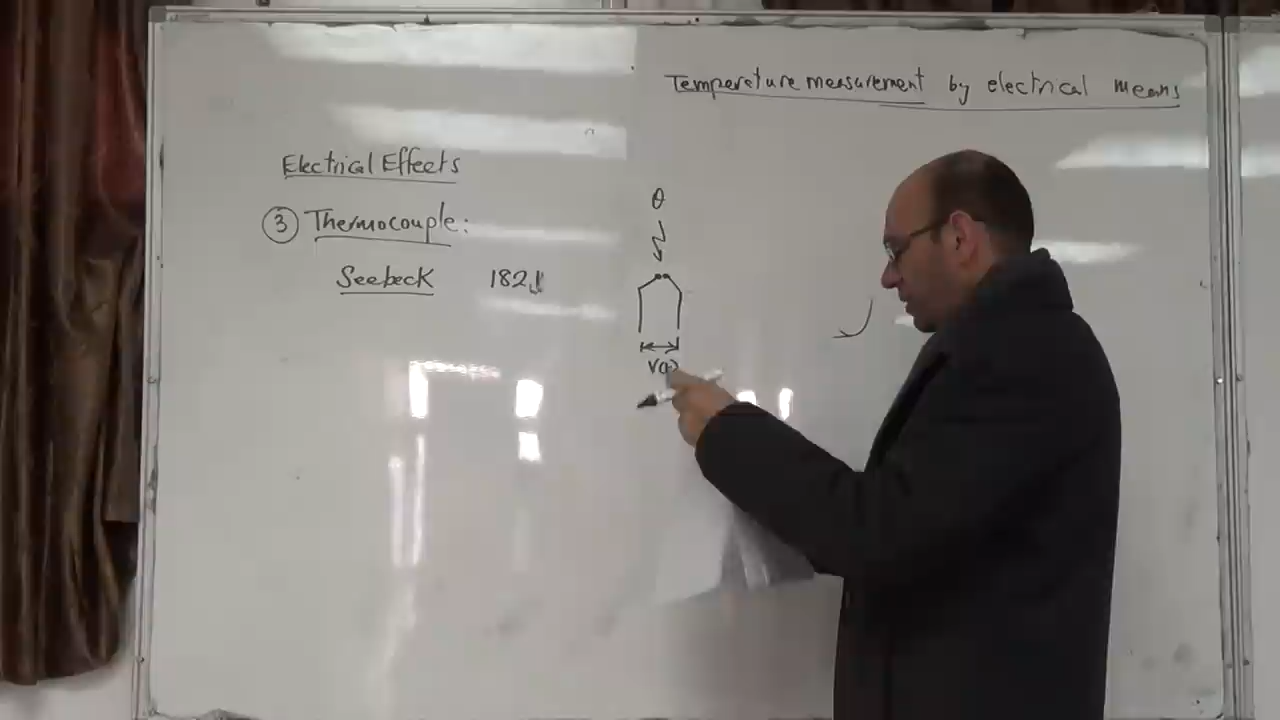 Temperature measurement by electrical means
Electrical Effects
③ Thermocouple:
Seebeck 1821
θ
V(t)